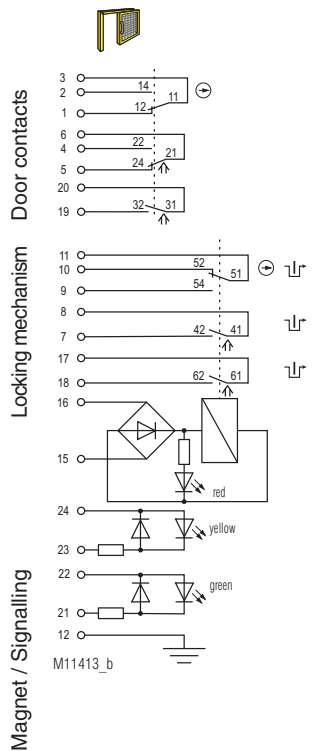 Door contacts
3
2 14
11
1 12
6
4 22
21
5 24
20
19 32 31
Locking mechanism
11
10 52
51
9 54
8
7 42 41
17
18 62 61
16
15
red
24
yellow
23
22
green
21
12
Magnet / Signalling
M11413_b